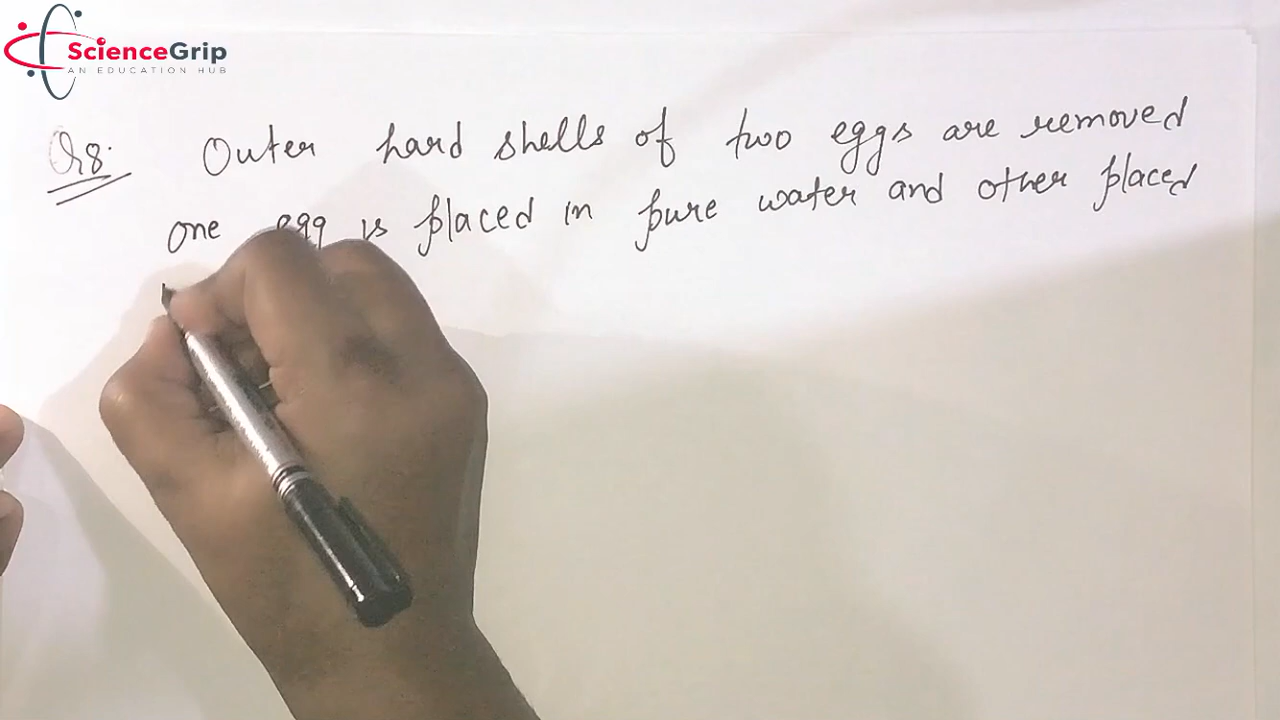 ScienceGrip
AN EDUCATION HUB
Q8. Outer hard shells of two eggs are removed
one egg is placed in pure water and other placed